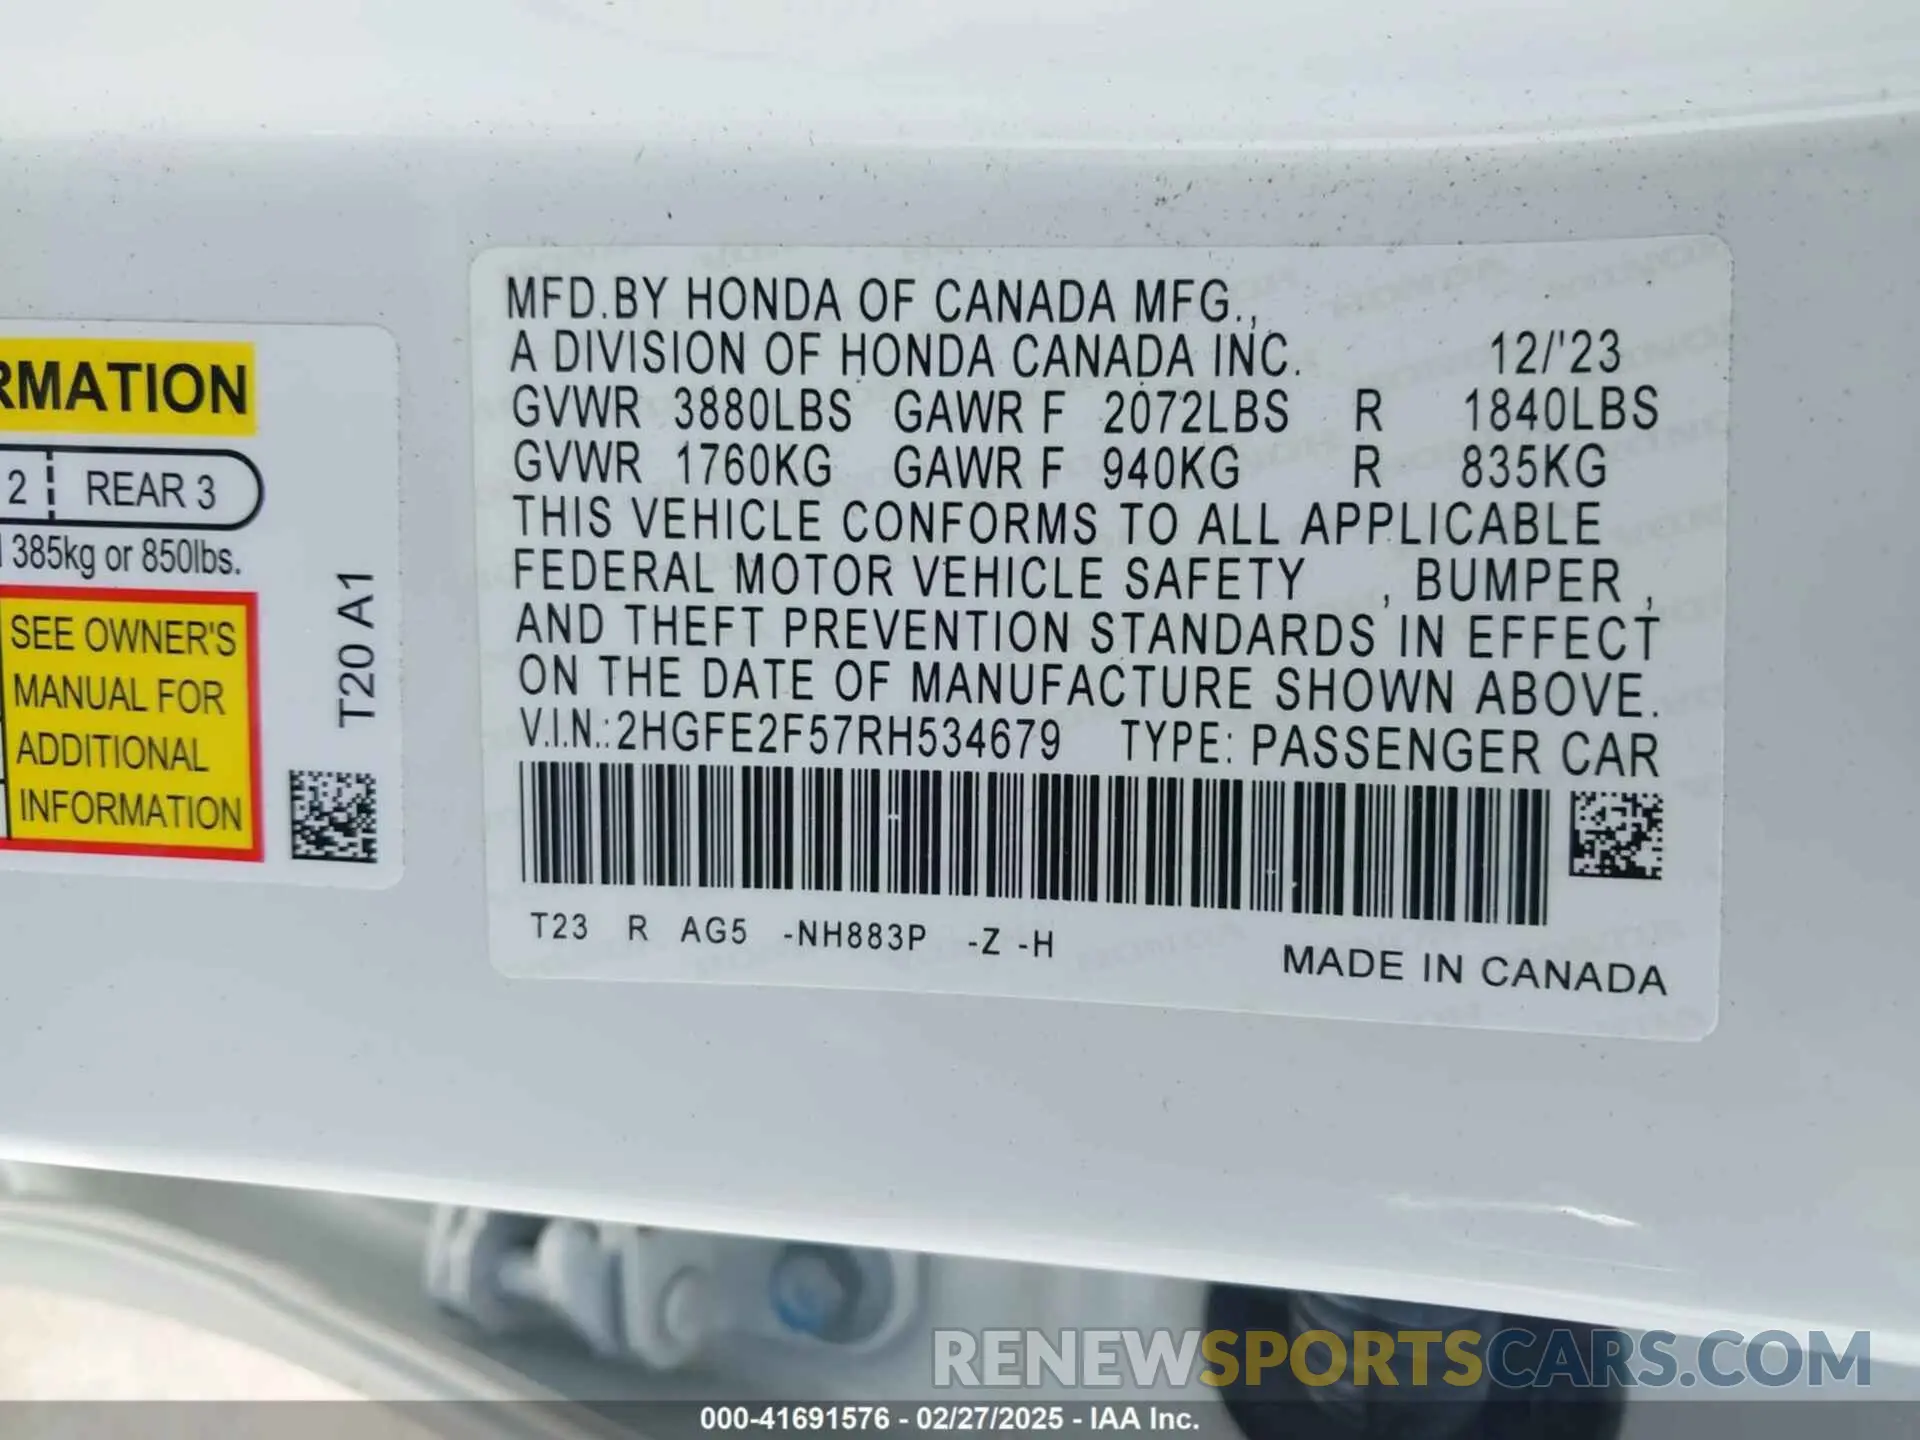 RMATION
2 REAR 3
385kg or 850lbs.
SEE OWNER'S
MANUAL FOR
ADDITIONAL
INFORMATION
T20 A1
MFD.BY HONDA OF CANADA MFG.,
A DIVISION OF HONDA CANADA INC. 12/'23
GVWR 3880LBS GAWR F 2072LBS R 1840LBS
GVWR 1760KG GAWR F 940KG R 835KG
THIS VEHICLE CONFORMS TO ALL APPLICABLE
FEDERAL MOTOR VEHICLE SAFETY , BUMPER ,
AND THEFT PREVENTION STANDARDS IN EFFECT
ON THE DATE OF MANUFACTURE SHOWN ABOVE.
V.I.N.:2HGFE2F57RH534679 TYPE: PASSENGER CAR
T23 R AG5 -NH883P -Z -H
MADE IN CANADA
RENEWSPORTSCARS.COM
000-41691576 - 02/27/2025 - IAA Inc.